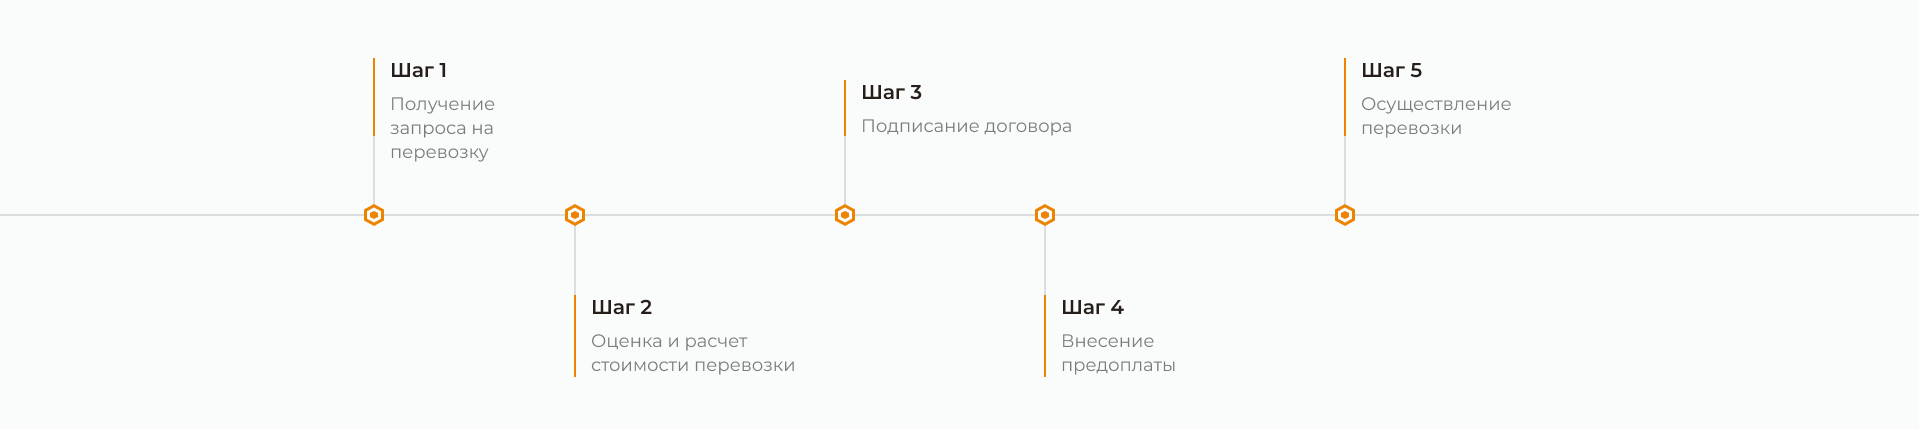 Шаг 1
Получение
запроса на
перевозку
Шаг 2
Оценка и расчет
стоимости перевозки
Шаг 3
Подписание договора
Шаг 4
Внесение
предоплаты
Шаг 5
Осуществление
перевозки